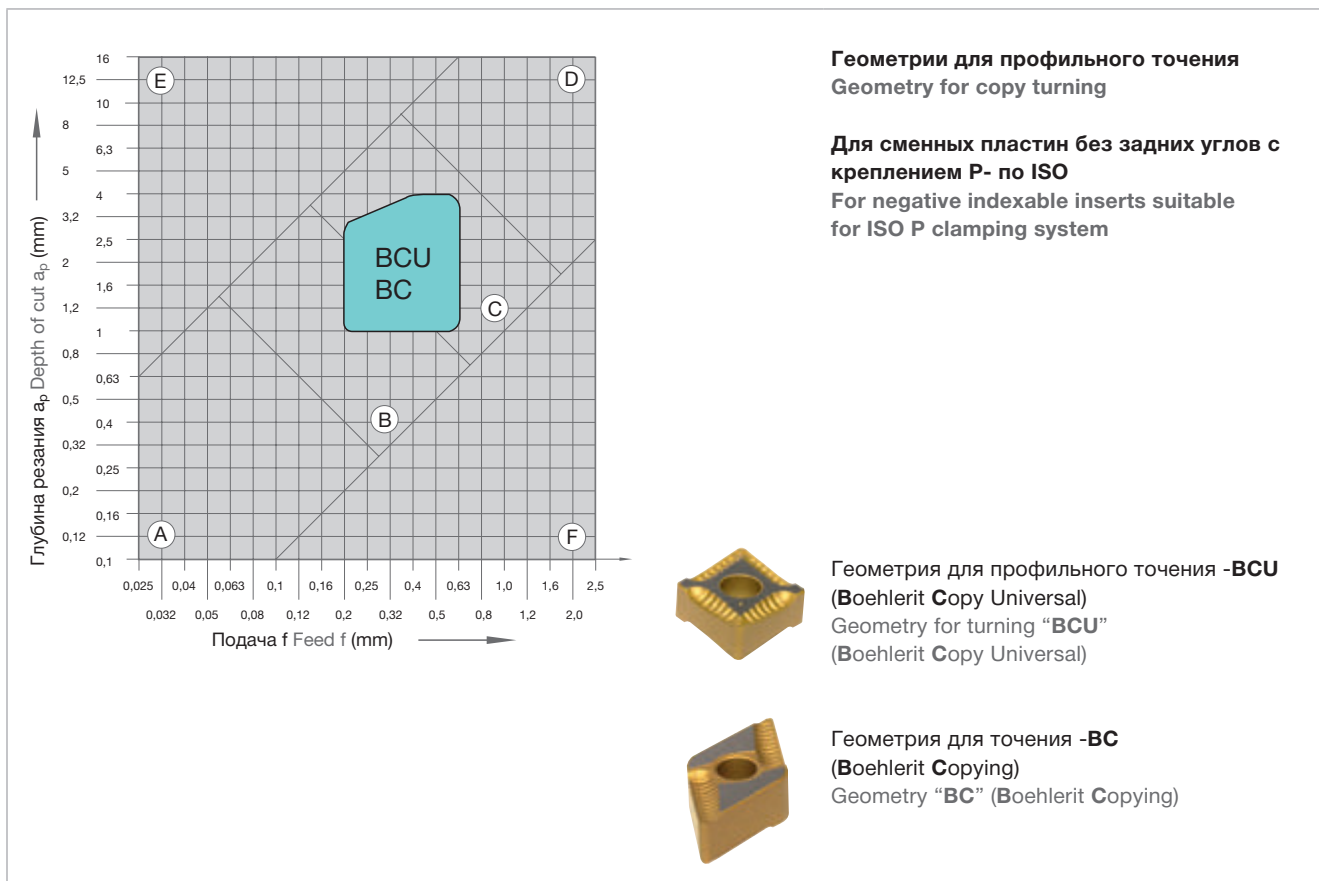 16
12,5
10
8
6,3
5
4
3,2
2,5
2
1,6
1,2
1
0,8
0,63
0,5
0,4
0,32
0,25
0,2
0,16
0,12
0,1
Глубина резания aₚ Depth of cut aₚ (mm)
E
D
BCU
BC
C
B
A
F
0,025 0,04 0,063 0,1 0,16 0,25 0,4 0,63 1,0 1,6 2,5
0,032 0,05 0,08 0,12 0,2 0,32 0,5 0,8 1,2 2,0
Подача f Feed f (mm)
Геометрии для профильного точения
Geometry for copy turning
Для сменных пластин без задних углов с
креплением P- по ISO
For negative indexable inserts suitable
for ISO P clamping system
Геометрия для профильного точения -BCU
(Boehlerit Copy Universal)
Geometry for turning “BCU”
(Boehlerit Copy Universal)
Геометрия для точения -BC
(Boehlerit Copying)
Geometry “BC” (Boehlerit Copying)